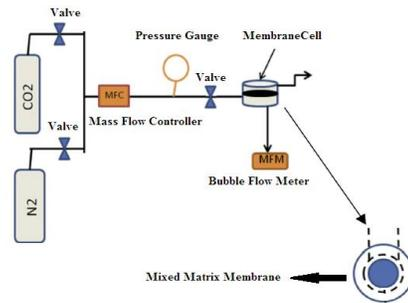 Valve
Pressure Gauge
MembraneCell
CO2
MFC
Valve
Mass Flow Controller
Valve
MFM
Bubble Flow Meter
N2
Mixed Matrix Membrane